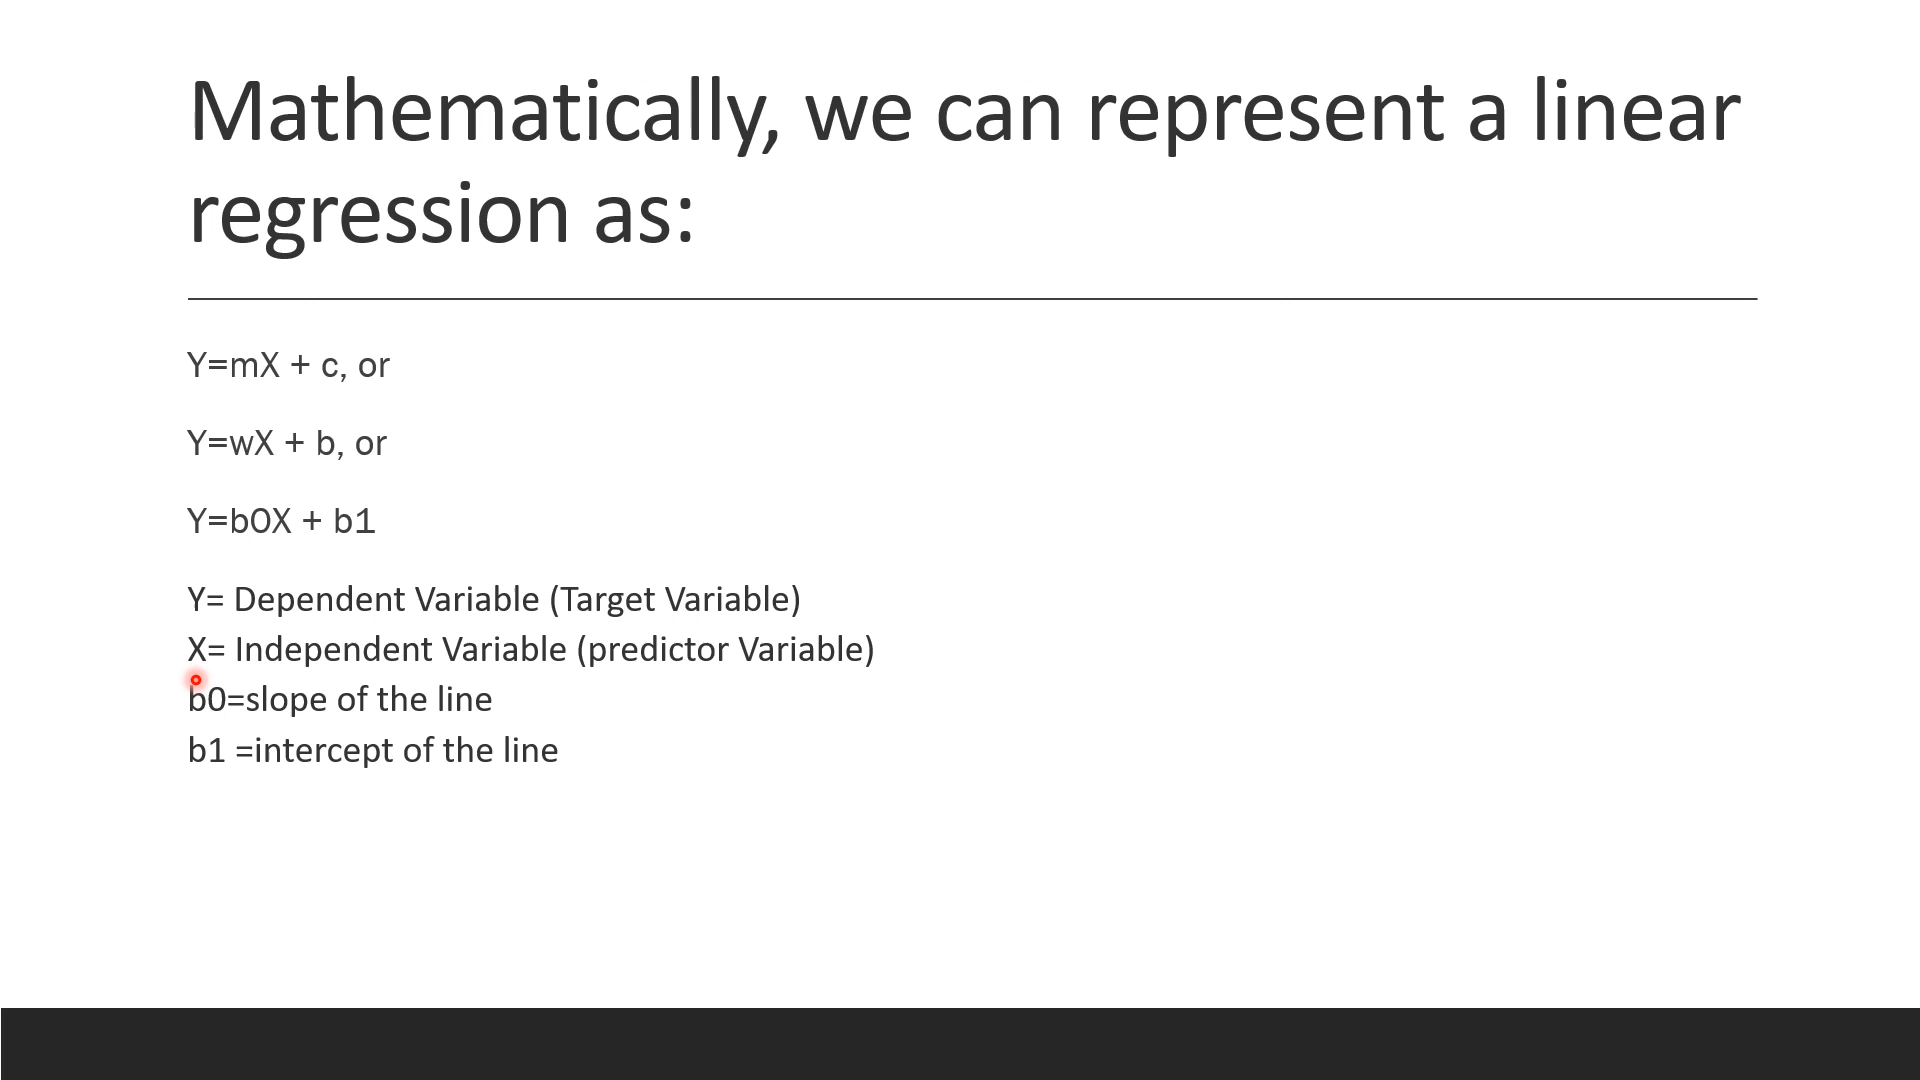 Mathematically, we can represent a linear
regression as:
Y=mX + c, or
Y=wX + b, or
Y=b0X + b1
Y= Dependent Variable (Target Variable)
X= Independent Variable (predictor Variable)
b0=slope of the line
b1 =intercept of the line